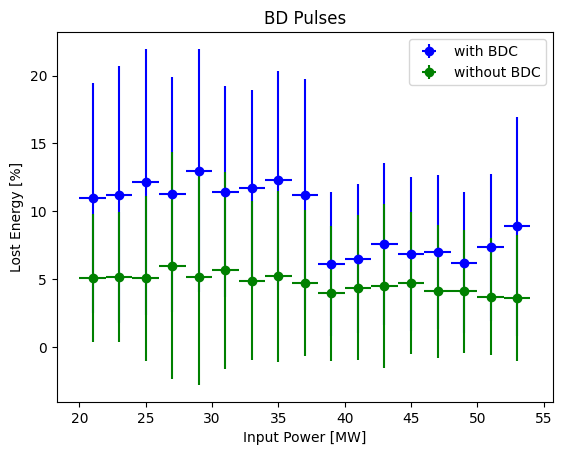 BD Pulses
with BDC
without BDC
Lost Energy [%]
20
15
10
5
0
20 25 30 35 40 45 50 55
Input Power [MW]